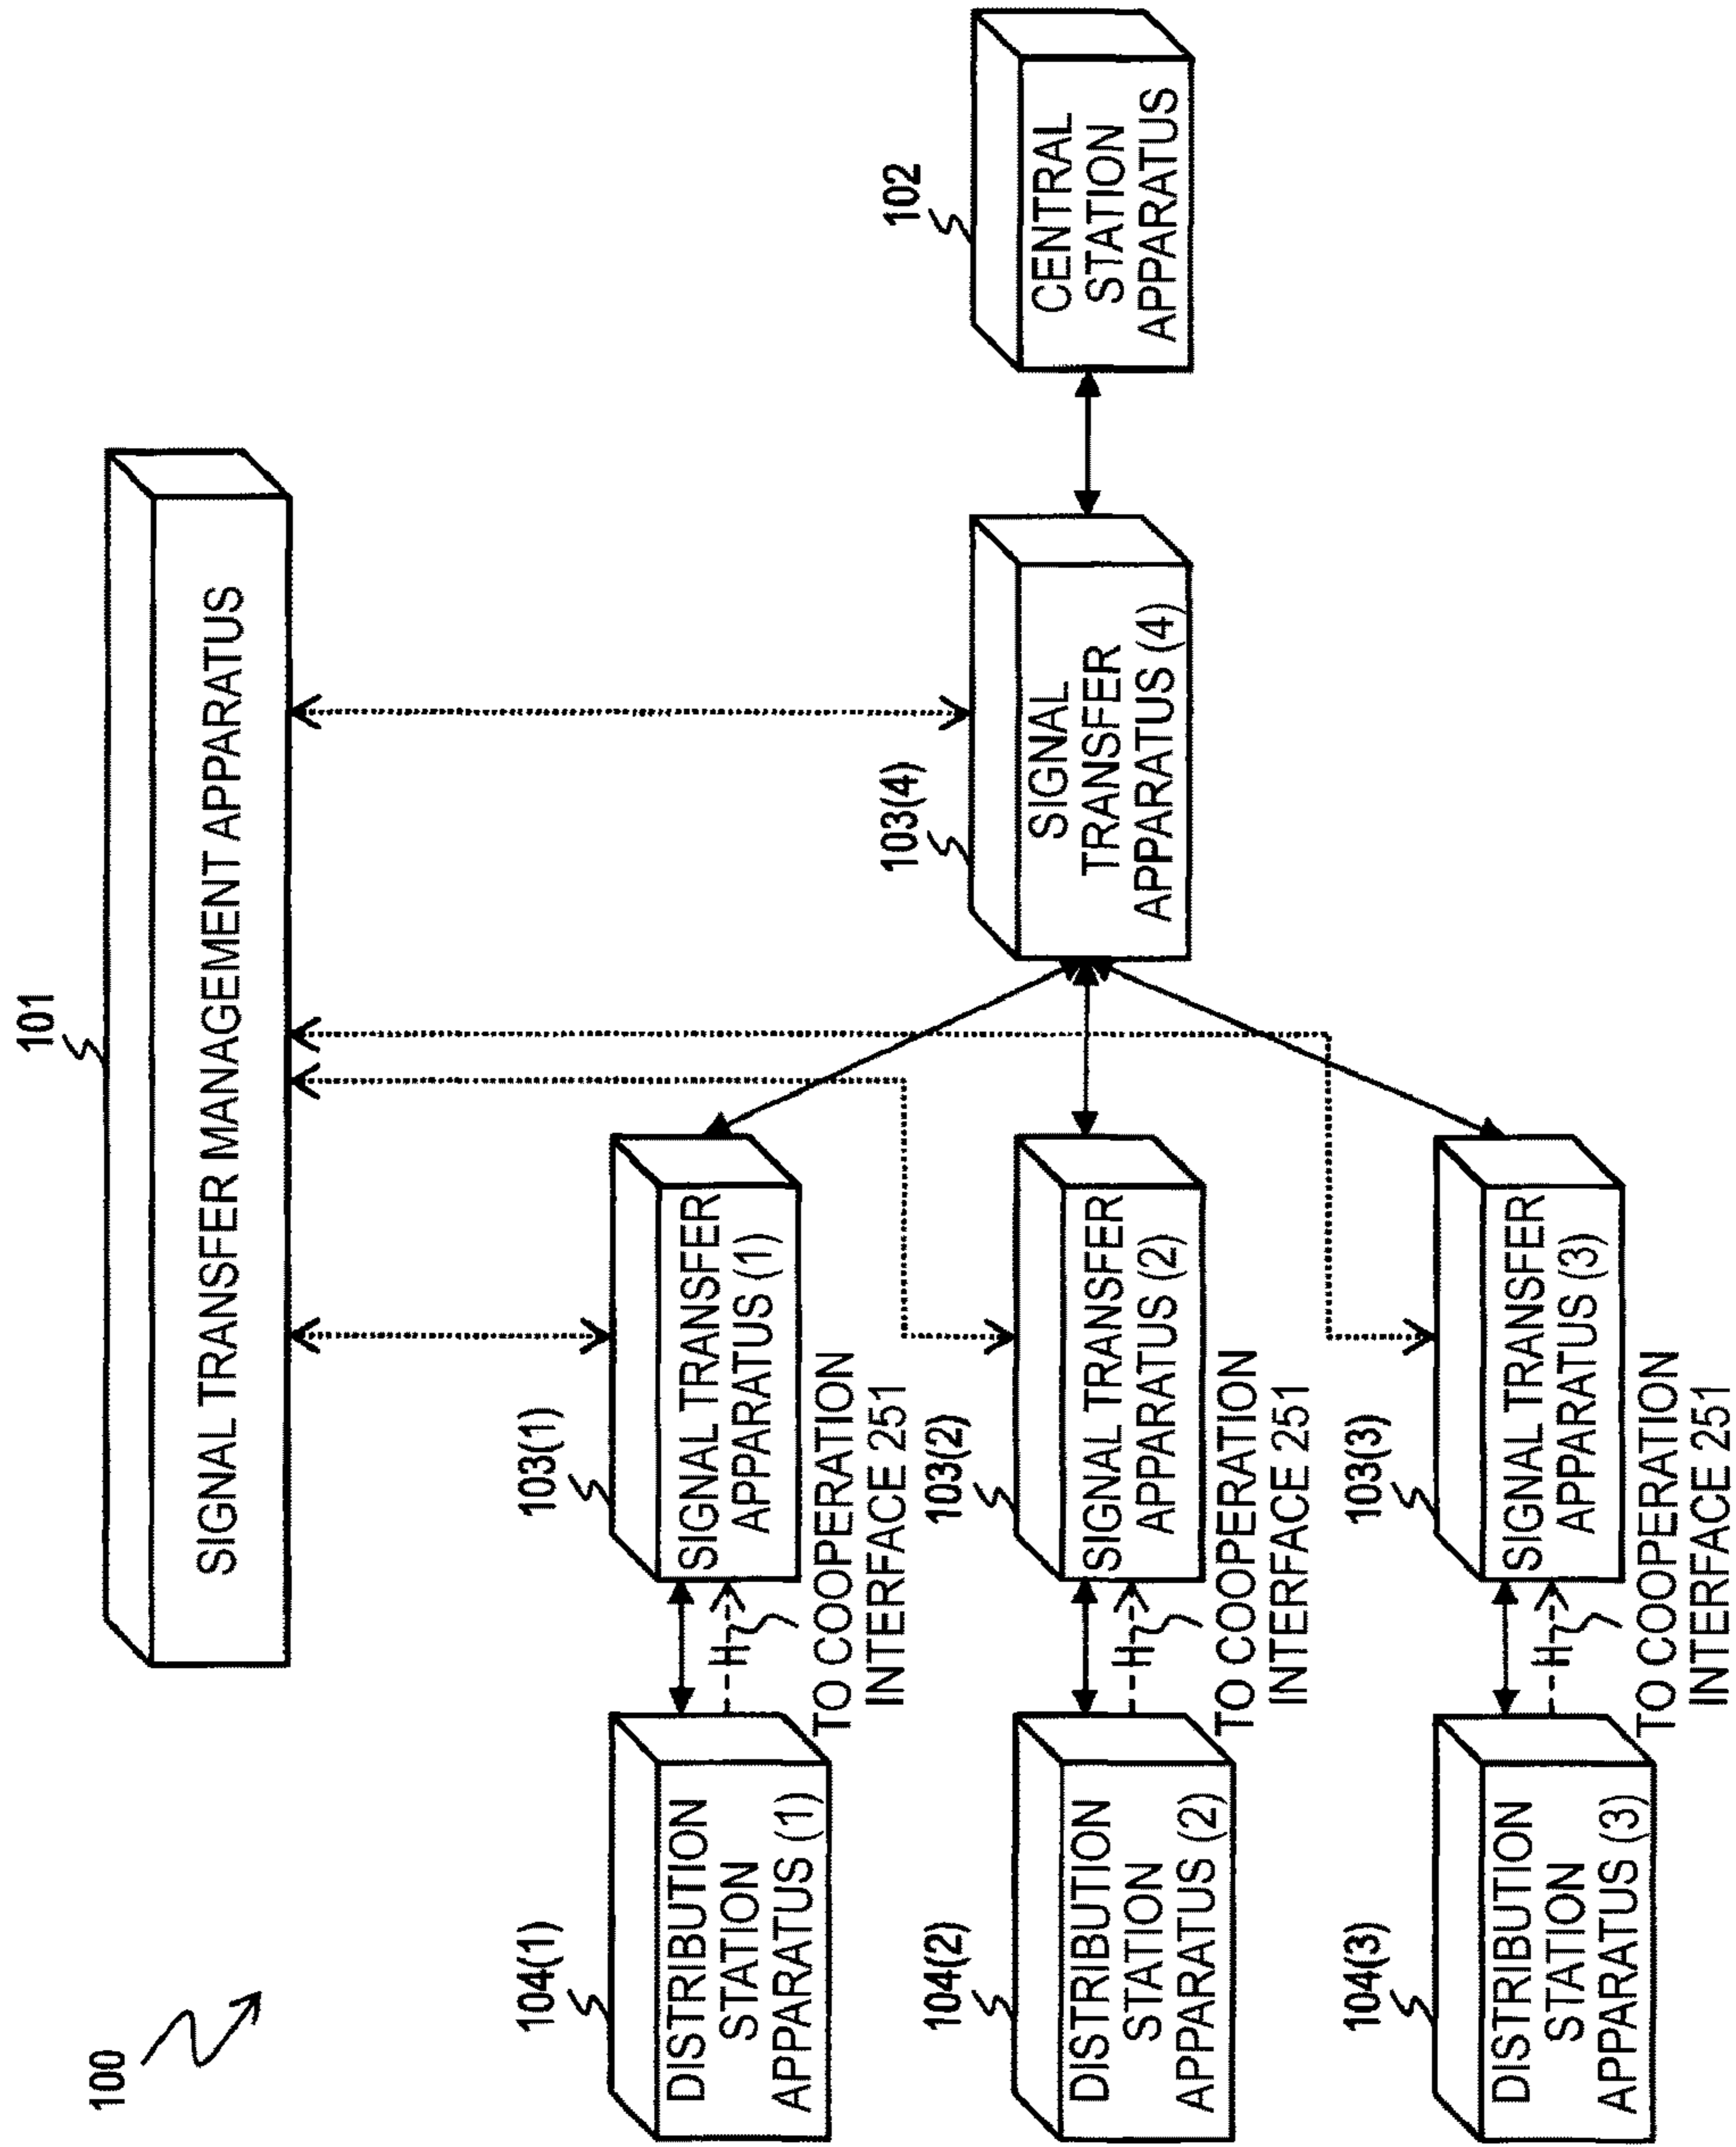 100
101
SIGNAL TRANSFER MANAGEMENT APPARATUS
104(1)
DISTRIBUTION
STATION
APPARATUS (1)
103(1)
SIGNAL TRANSFER
APPARATUS (1)
TO COOPERATION
INTERFACE 251
104(2)
DISTRIBUTION
STATION
APPARATUS (2)
103(2)
SIGNAL TRANSFER
APPARATUS (2)
TO COOPERATION
INTERFACE 251
103(4)
SIGNAL
TRANSFER
APPARATUS (4)
102
CENTRAL
STATION
APPARATUS
104(3)
DISTRIBUTION
STATION
APPARATUS (3)
103(3)
SIGNAL TRANSFER
APPARATUS (3)
TO COOPERATION
INTERFACE 251